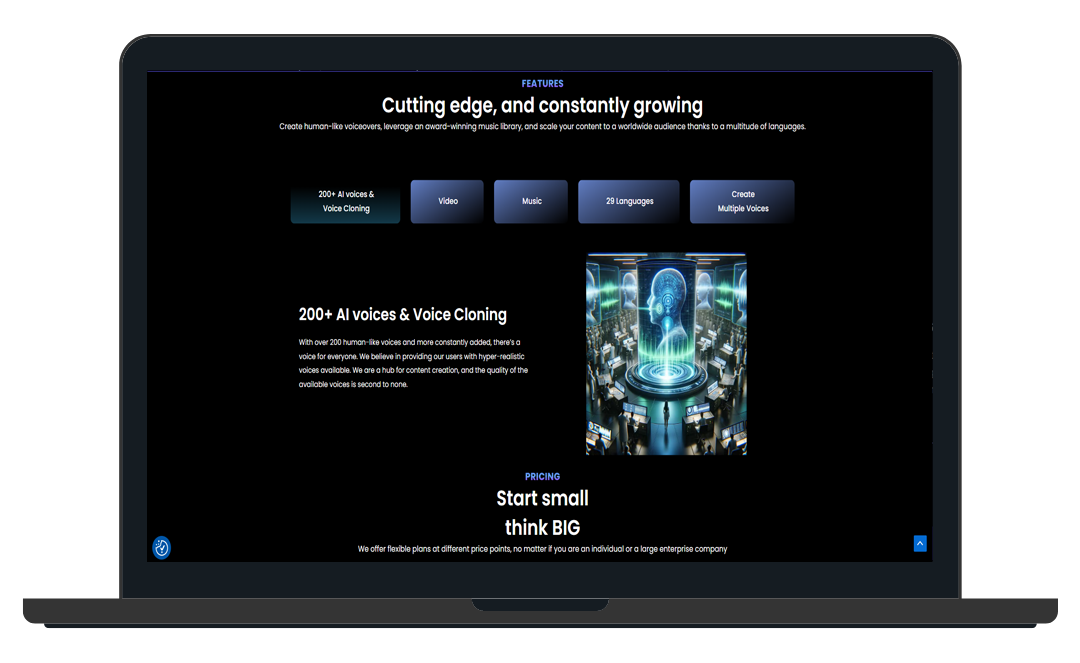 FEATURES
Cutting edge, and constantly growing
Create human-like voiceovers, leverage an award-winning music library, and scale your content to a worldwide audience thanks to a multitude of languages.
200+ AI voices &
Voice Cloning
Video
Music
29 Languages
Create
Multiple Voices
200+ AI voices & Voice Cloning
With over 200 human-like voices and more constantly added, there's a
voice for everyone. We believe in providing our users with hyper-realistic
voices available. We are a hub for content creation, and the quality of the
available voices is second to none.
PRICING
Start small
think BIG
We offer flexible plans at different price points, no matter if you are an individual or a large enterprise company